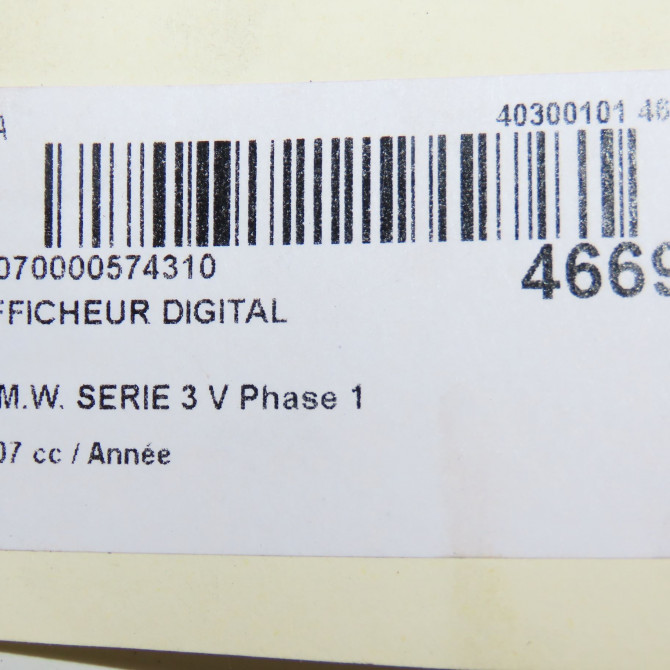 A
40300101 46
070000574310
4669
FFICHEUR DIGITAL
M.W. SERIE 3 V Phase 1
07 cc / Année